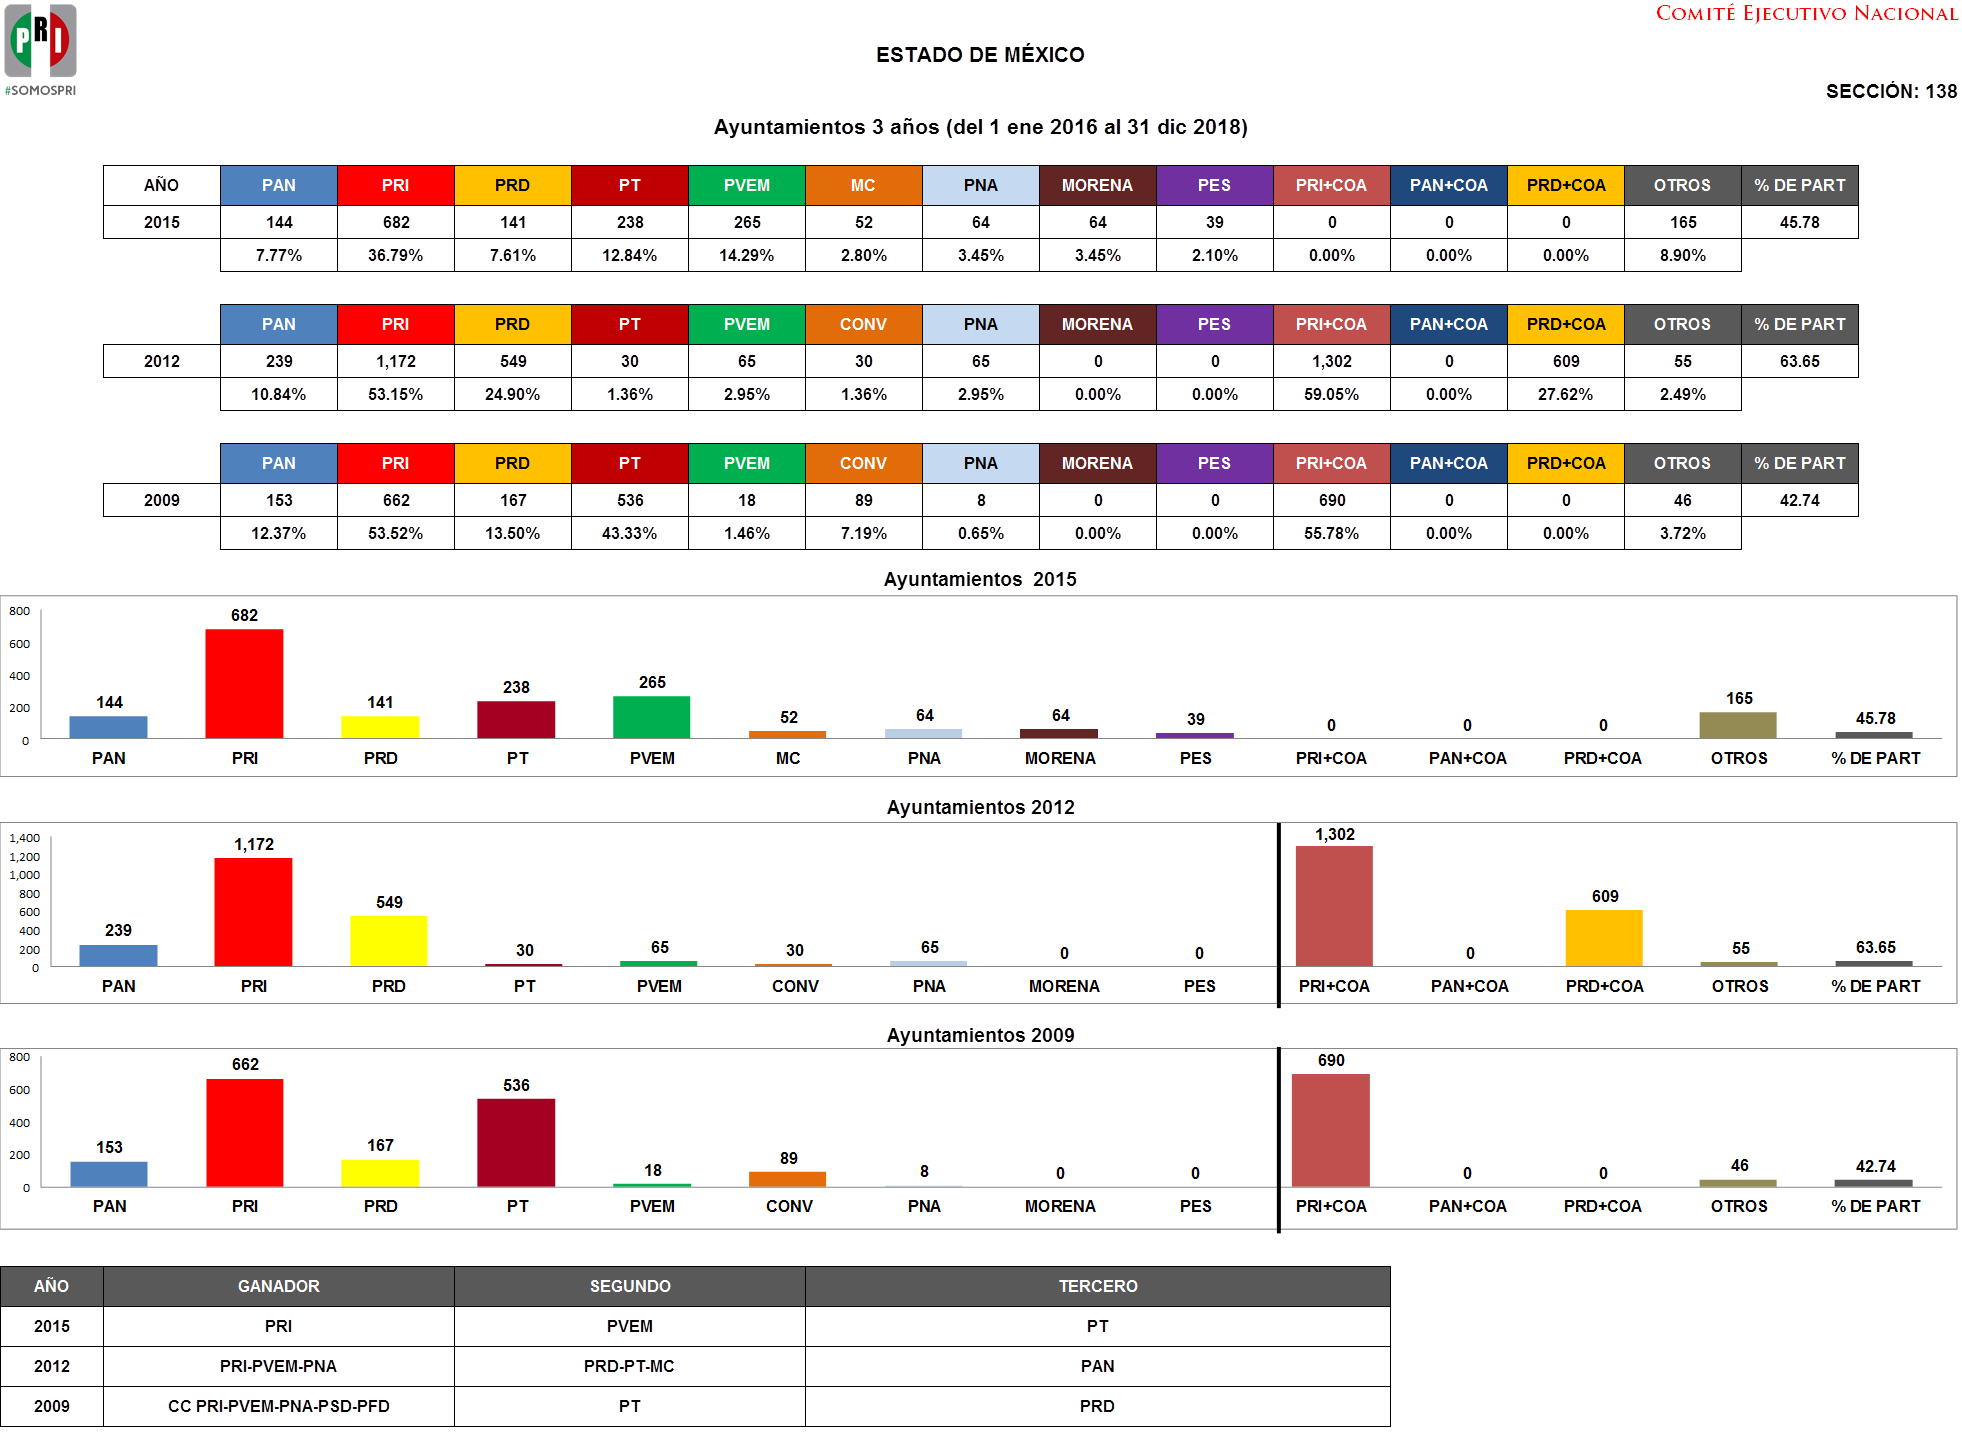 PRI
#SOMOSPRI
COMITÉ EJECUTIVO NACIONAL
ESTADO DE MÉXICO
SECCIÓN: 138
Ayuntamientos 3 años (del 1 ene 2016 al 31 dic 2018)
AÑO PAN PRI PRD PT PVEM MC PNA MORENA PES PRI+COA PAN+COA PRD+COA OTROS % DE PART
2015 144 682 141 238 265 52 64 64 39 0 0 0 165 45.78
7.77% 36.79% 7.61% 12.84% 14.29% 2.80% 3.45% 3.45% 2.10% 0.00% 0.00% 0.00% 8.90%
PAN PRI PRD PT PVEM CONV PNA MORENA PES PRI+COA PAN+COA PRD+COA OTROS % DE PART
2012 239 1,172 549 30 65 30 65 0 0 1,302 0 609 55 63.65
10.84% 53.15% 24.90% 1.36% 2.95% 1.36% 2.95% 0.00% 0.00% 59.05% 0.00% 27.62% 2.49%
PAN PRI PRD PT PVEM CONV PNA MORENA PES PRI+COA PAN+COA PRD+COA OTROS % DE PART
2009 153 662 167 536 18 89 8 0 0 690 0 0 46 42.74
12.37% 53.52% 13.50% 43.33% 1.46% 7.19% 0.65% 0.00% 0.00% 55.78% 0.00% 0.00% 3.72%
Ayuntamientos 2015
800
600
400
200
0
144 682 141 238 265 52 64 64 39 0 0 0 165 45.78
PAN PRI PRD PT PVEM MC PNA MORENA PES PRI+COA PAN+COA PRD+COA OTROS % DE PART
Ayuntamientos 2012
1,400
1,200
1,000
800
600
400
200
0
239 1,172 549 30 65 30 65 0 0 1,302 0 609 55 63.65
PAN PRI PRD PT PVEM CONV PNA MORENA PES PRI+COA PAN+COA PRD+COA OTROS % DE PART
Ayuntamientos 2009
800
600
400
200
0
153 662 167 536 18 89 8 0 0 690 0 0 46 42.74
PAN PRI PRD PT PVEM CONV PNA MORENA PES PRI+COA PAN+COA PRD+COA OTROS % DE PART
AÑO GANADOR SEGUNDO TERCERO
2015 PRI PVEM PT
2012 PRI-PVEM-PNA PRD-PT-MC PAN
2009 CC PRI-PVEM-PNA-PSD-PFD PT PRD